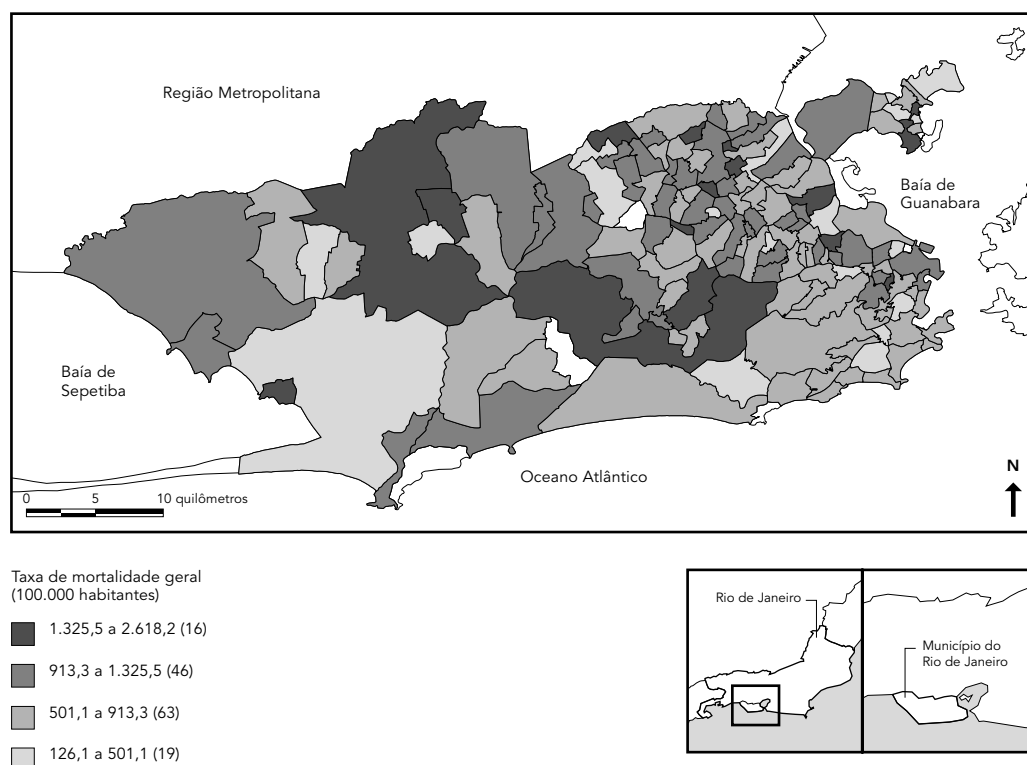 Região Metropolitana
Baía de
Guanabara
Baía de
Sepetiba
Oceano Atlântico
N
0 5 10 quilômetros
Taxa de mortalidade geral
(100.000 habitantes)
1.325,5 a 2.618,2 (16)
913,3 a 1.325,5 (46)
501,1 a 913,3 (63)
126,1 a 501,1 (19)
Rio de Janeiro
Município do
Rio de Janeiro